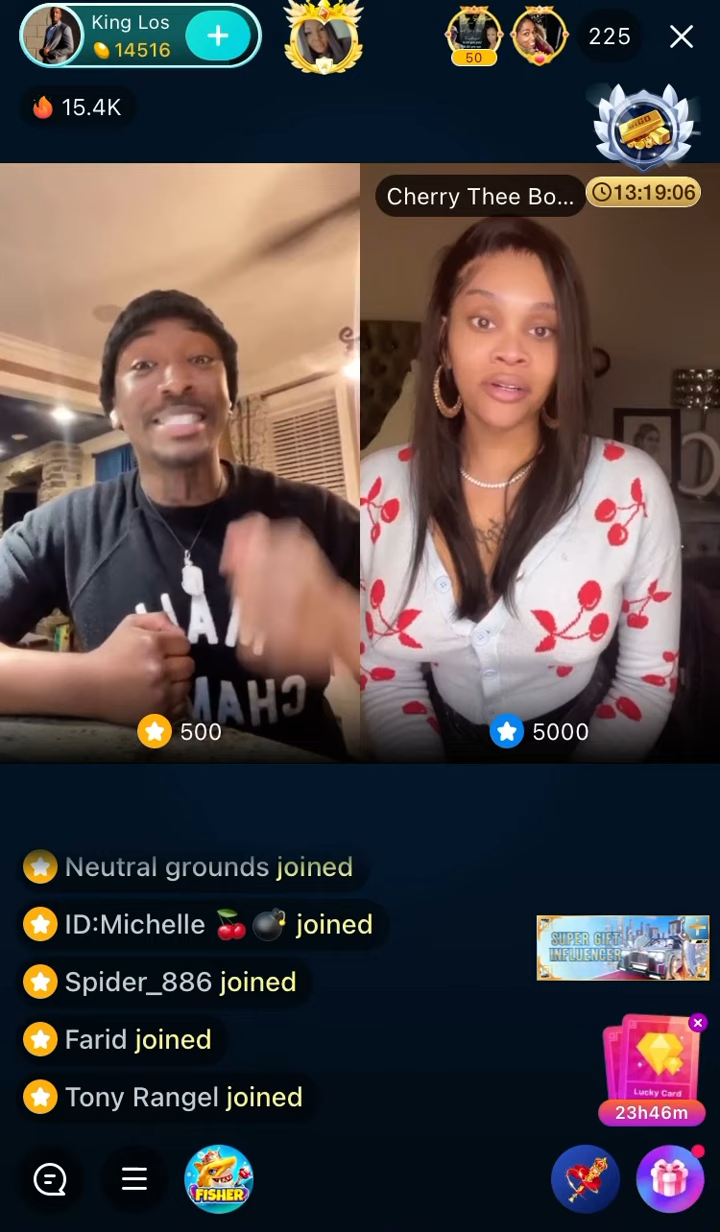 King Los
14516
50
225
15.4K
Cherry Thee Bo...
13:19:06
500
5000
Neutral grounds joined
ID:Michelle 🍒💣 joined
Spider_886 joined
SUPER GIFT
INFLUENCER
Farid joined
Lucky Card
Tony Rangel joined
23h46m
FISHER